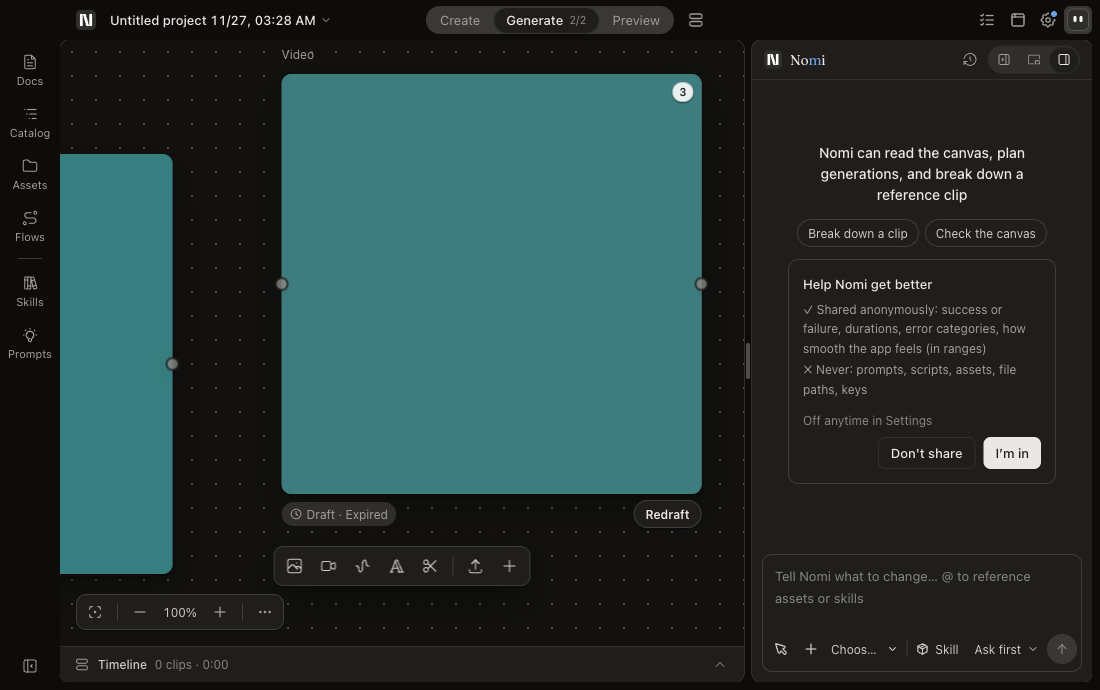 Untitled project 11/27, 03:28 AM
Create
Generate 2/2
Preview
Docs
Catalog
Assets
Flows
Skills
Prompts
Video
3
Draft · Expired
Redraft
100%
Timeline 0 clips · 0:00
Nomi
Nomi can read the canvas, plan
generations, and break down a
reference clip
Break down a clip
Check the canvas
Help Nomi get better
✓ Shared anonymously: success or
failure, durations, error categories, how
smooth the app feels (in ranges)
✕ Never: prompts, scripts, assets, file
paths, keys
Off anytime in Settings
Don't share
I'm in
Tell Nomi what to change... @ to reference
assets or skills
Choos...
Skill
Ask first